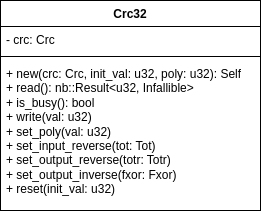 Crc32
- crc: Crc
+ new(crc: Crc, init_val: u32, poly: u32): Self
+ read(): nb::Result<u32, Infallible>
+ is_busy(): bool
+ write(val: u32)
+ set_poly(val: u32)
+ set_input_reverse(tot: Tot)
+ set_output_reverse(totr: Totr)
+ set_output_inverse(fxor: Fxor)
+ reset(init_val: u32)